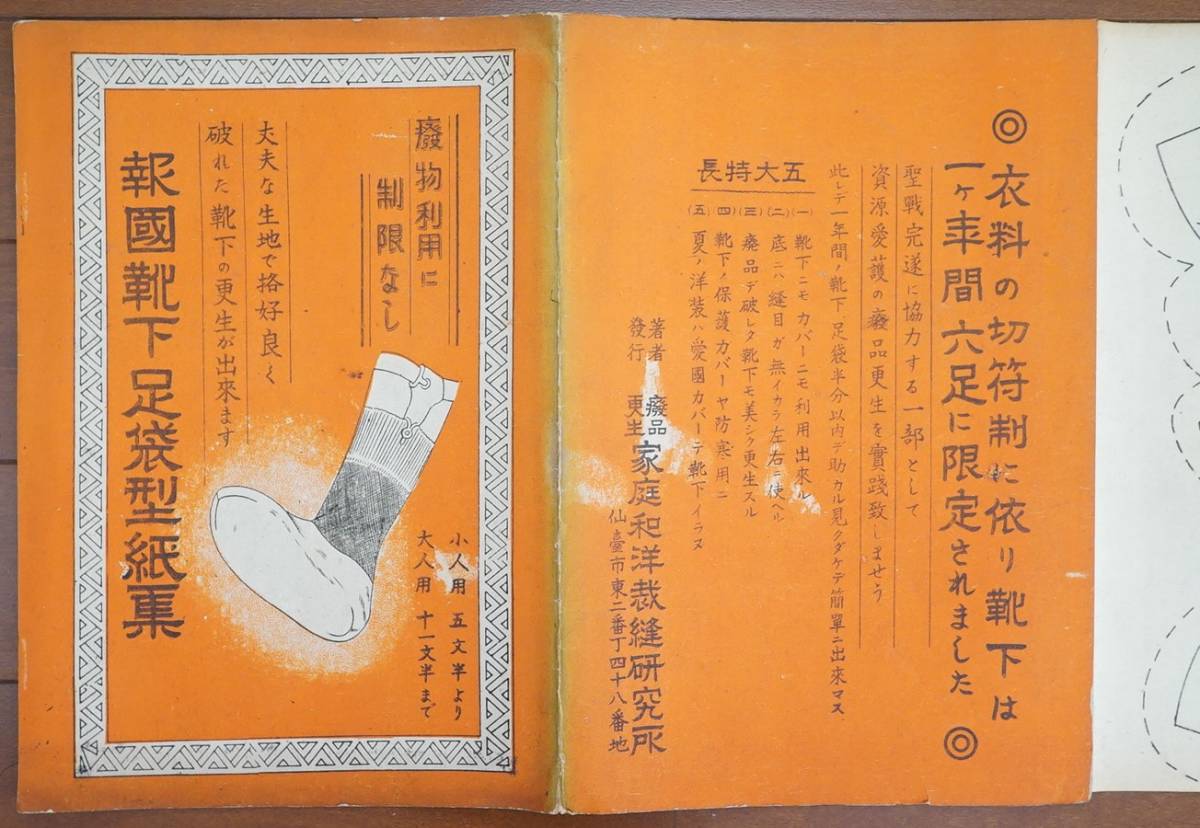 ◎衣料の切符制に依り靴下は
一ヶ年間六足に限定されました◎
聖戰完遂に協力する一部として
資源愛護の癈品更生を實踐致しませう
此レデ一年間ノ靴下、足袋半分以内デ助カル見クダケデ簡單ニ出來マス
五大特長
(一)靴下ニモカバーニモ利用出來ル
(二)底ニハ縫目ガ無イカラ左右ニ使ヘル
(三)癈品デ破レタ靴下モ美シク更生スル
(四)靴下ノ保護カバーヤ防寒用ニ
(五)夏ノ洋装ハ愛國カバーデ靴下イラヌ
著者
發行
癈品
更生
家庭和洋裁縫研究所
仙臺市東二番丁四十八番地
癈物利用に
制限なし
丈夫な生地で挌好良く
破れた靴下の更生が出來ます
報國靴下足袋型紙集
小人用 五文半より
大人用 十一文半まで